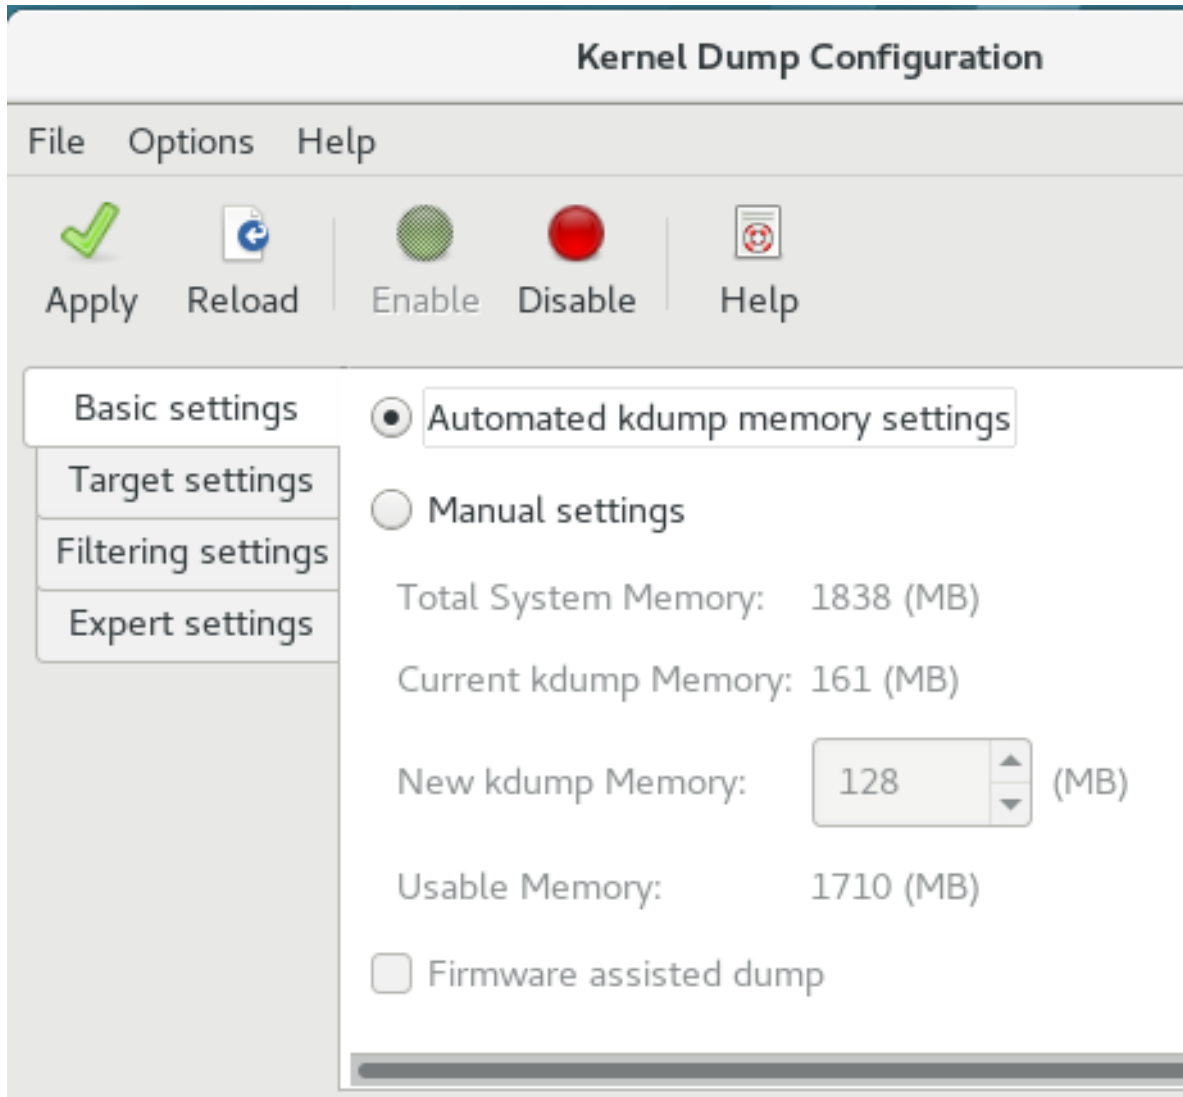 Kernel Dump Configuration
File Options Help
Apply Reload Enable Disable Help
Basic settings
Target settings
Filtering settings
Expert settings
Automated kdump memory settings
Manual settings
Total System Memory: 1838 (MB)
Current kdump Memory: 161 (MB)
New kdump Memory: 128 (MB)
Usable Memory: 1710 (MB)
Firmware assisted dump